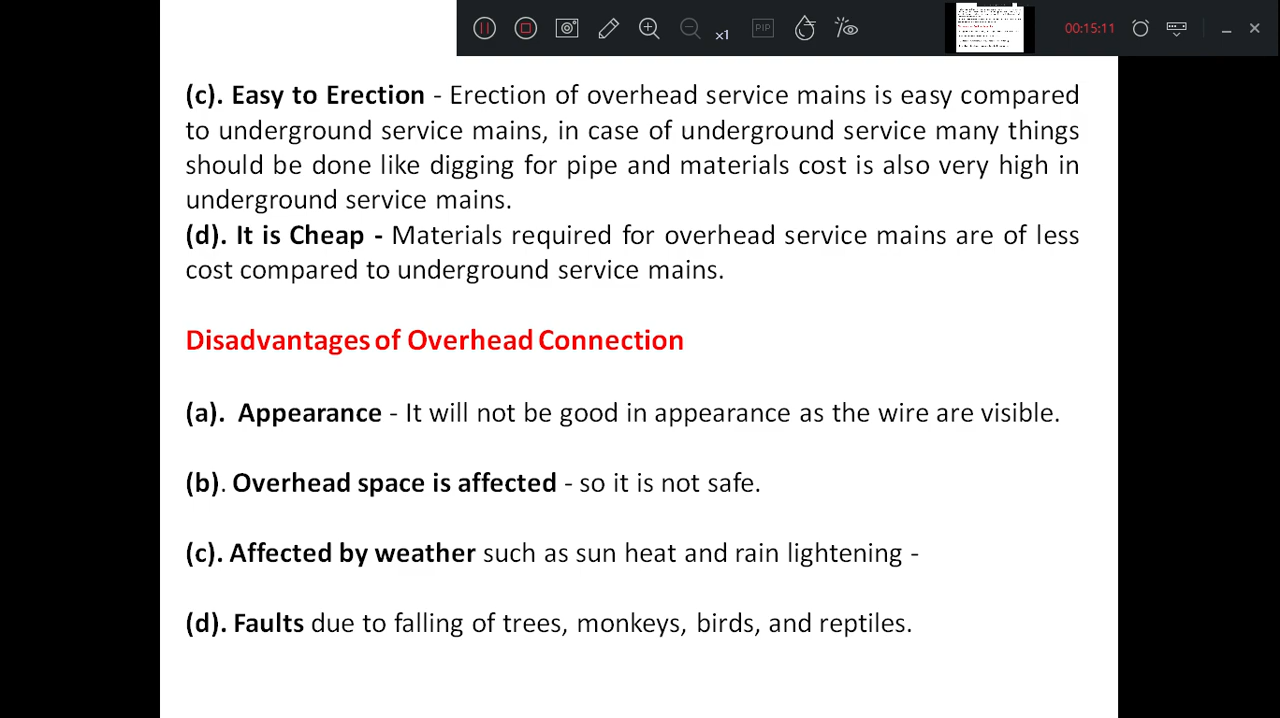 x1
PIP
00:15:11
(c). Easy to Erection - Erection of overhead service mains is easy compared
to underground service mains, in case of underground service many things
should be done like digging for pipe and materials cost is also very high in
underground service mains.
(d). It is Cheap - Materials required for overhead service mains are of less
cost compared to underground service mains.
Disadvantages of Overhead Connection
(a). Appearance - It will not be good in appearance as the wire are visible.
(b). Overhead space is affected - so it is not safe.
(c). Affected by weather such as sun heat and rain lightening -
(d). Faults due to falling of trees, monkeys, birds, and reptiles.